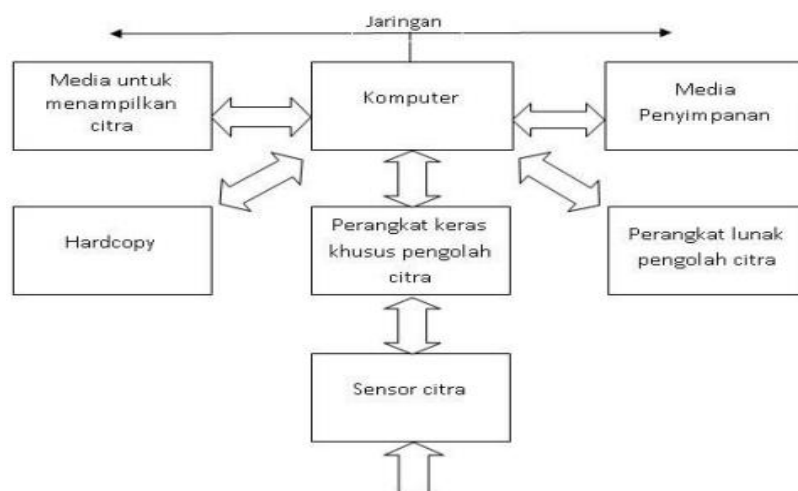 Jaringan
Media untuk
menampilkan
citra
Komputer
Media
Penyimpanan
Hardcopy
Perangkat keras
khusus pengolah
citra
Perangkat lunak
pengolah citra
Sensor citra